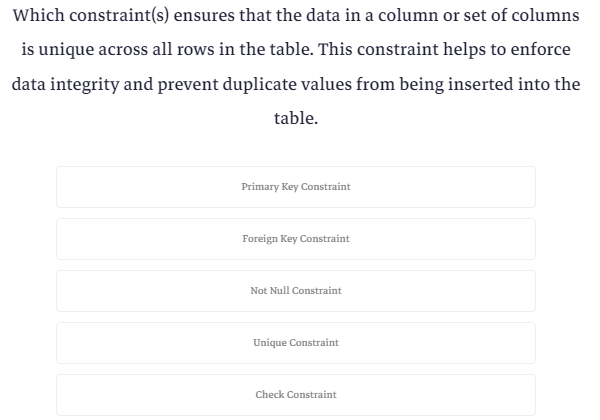 Which constraint(s) ensures that the data in a column or set of columns
is unique across all rows in the table. This constraint helps to enforce
data integrity and prevent duplicate values from being inserted into the
table.
Primary Key Constraint
Foreign Key Constraint
Not Null Constraint
Unique Constraint
Check Constraint